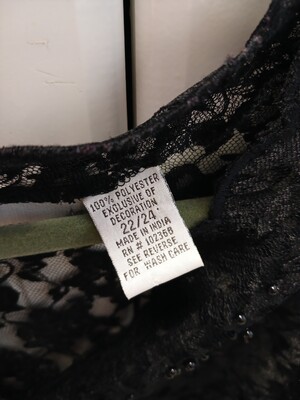 100% POLYESTER
EXCLUSIVE OF
DECORATION
22/24
MADE IN INDIA
RN # 102368
SEE REVERSE
FOR WASH CARE